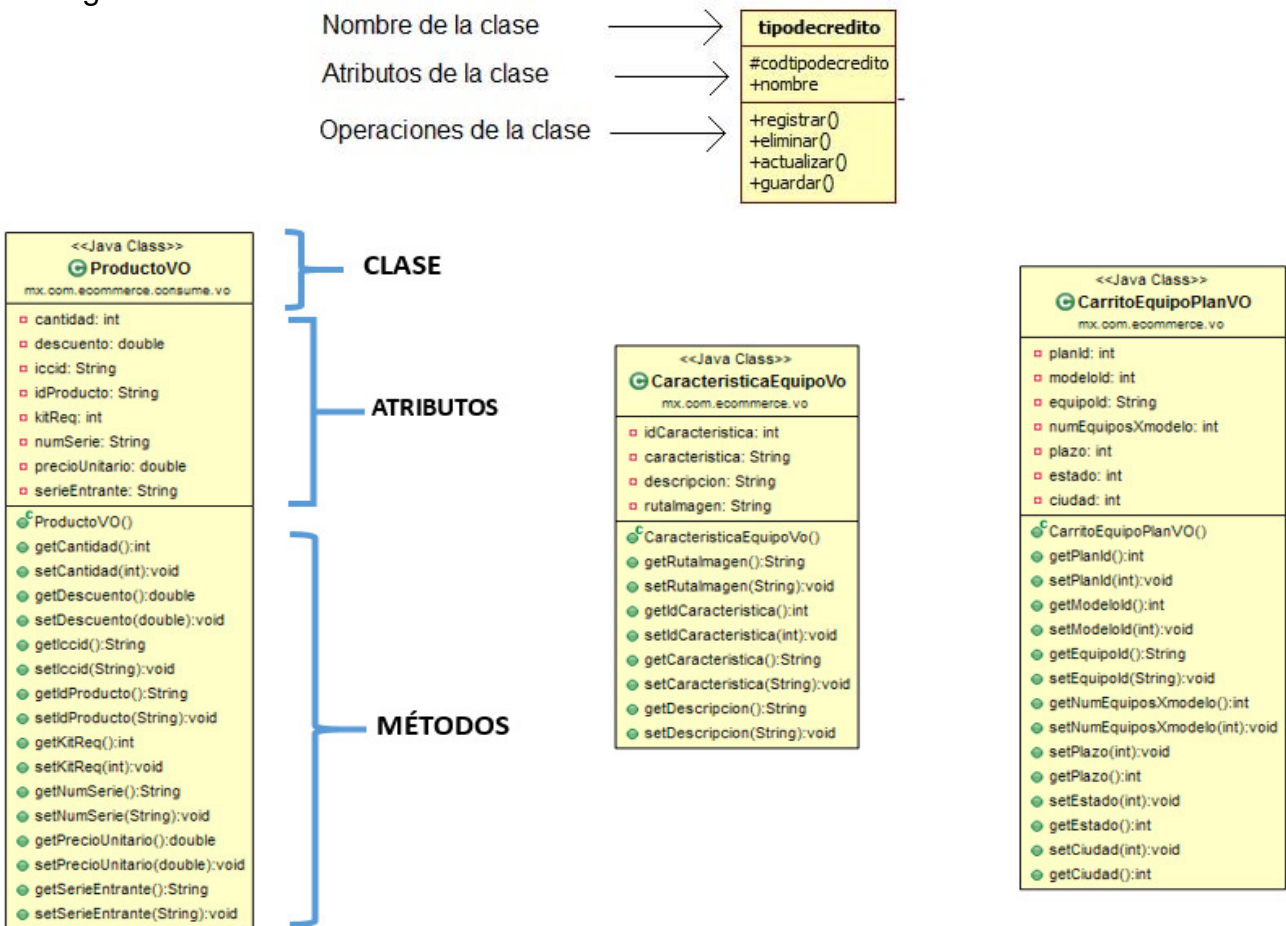 Nombre de la clase
Atributos de la clase
Operaciones de la clase
tipodecredito
#codtipodecredito
+nombre
+registrar()
+eliminar()
+actualizar()
+guardar()
<<Java Class>>
ProductoVO
mx.com.ecommerce.consume.vo
cantidad: int
descuento: double
iccid: String
idProducto: String
kitReq: int
numSerie: String
precioUnitario: double
serieEntrante: String
ProductoVO()
getCantidad():int
setCantidad(int):void
getDescuento():double
setDescuento(double):void
getIccid():String
setIccid(String):void
getIdProducto():String
setIdProducto(String):void
getKitReq():int
setKitReq(int):void
getNumSerie():String
setNumSerie(String):void
getPrecioUnitario():double
setPrecioUnitario(double):void
getSerieEntrante():String
setSerieEntrante(String):void
CLASE
ATRIBUTOS
MÉTODOS
<<Java Class>>
CaracteristicaEquipoVo
mx.com.ecommerce.vo
idCaracteristica: int
caracteristica: String
descripcion: String
rutaImagen: String
CaracteristicaEquipoVo()
getRutaImagen():String
setRutaImagen(String):void
getIdCaracteristica():int
setIdCaracteristica(int):void
getCaracteristica():String
setCaracteristica(String):void
getDescripcion():String
setDescripcion(String):void
<<Java Class>>
CarritoEquipoPlanVO
mx.com.ecommerce.vo
planId: int
modeloId: int
equipoId: String
numEquiposXmodelo: int
plazo: int
estado: int
ciudad: int
CarritoEquipoPlanVO()
getPlanId():int
setPlanId(int):void
getModeloId():int
setModeloId(int):void
getEquipoId():String
setEquipoId(String):void
getNumEquiposXmodelo():int
setNumEquiposXmodelo(int):void
setPlazo(int):void
getPlazo():int
setEstado(int):void
getEstado():int
setCiudad(int):void
getCiudad():int